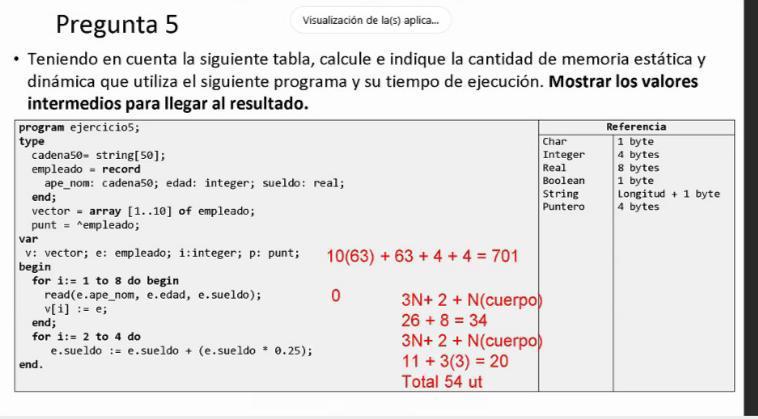 Pregunta 5
Visualización de la(s) aplica...
• Teniendo en cuenta la siguiente tabla, calcule e indique la cantidad de memoria estática y
dinámica que utiliza el siguiente programa y su tiempo de ejecución. Mostrar los valores
intermedios para llegar al resultado.
program ejercicio5;
type
cadena50= string[50];
empleado = record
ape_nom: cadena50; edad: integer; sueldo: real;
end;
vector = array [1..10] of empleado;
punt = ^empleado;
var
v: vector; e: empleado; i:integer; p: punt;
begin
for i:= 1 to 8 do begin
read(e.ape_nom, e.edad, e.sueldo);
v[i] := e;
end;
for i:= 2 to 4 do
e.sueldo := e.sueldo + (e.sueldo * 0.25);
end.
10(63) + 63 + 4 + 4 = 701
0
3N+ 2 + N(cuerpo)
26 + 8 = 34
3N+ 2 + N(cuerpo)
11 + 3(3) = 20
Total 54 ut
Referencia
Char 1 byte
Integer 4 bytes
Real 8 bytes
Boolean 1 byte
String Longitud + 1 byte
Puntero 4 bytes